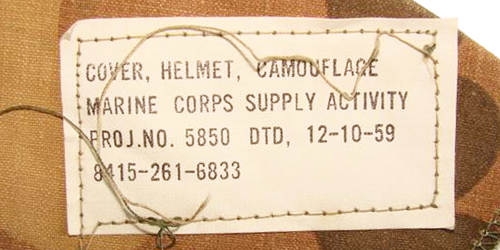 COVER, HELMET, CAMOUFLAGE
MARINE CORPS SUPPLY ACTIVITY
PROJ.NO. 5850 DTD, 12-10-59
8415-261-6833